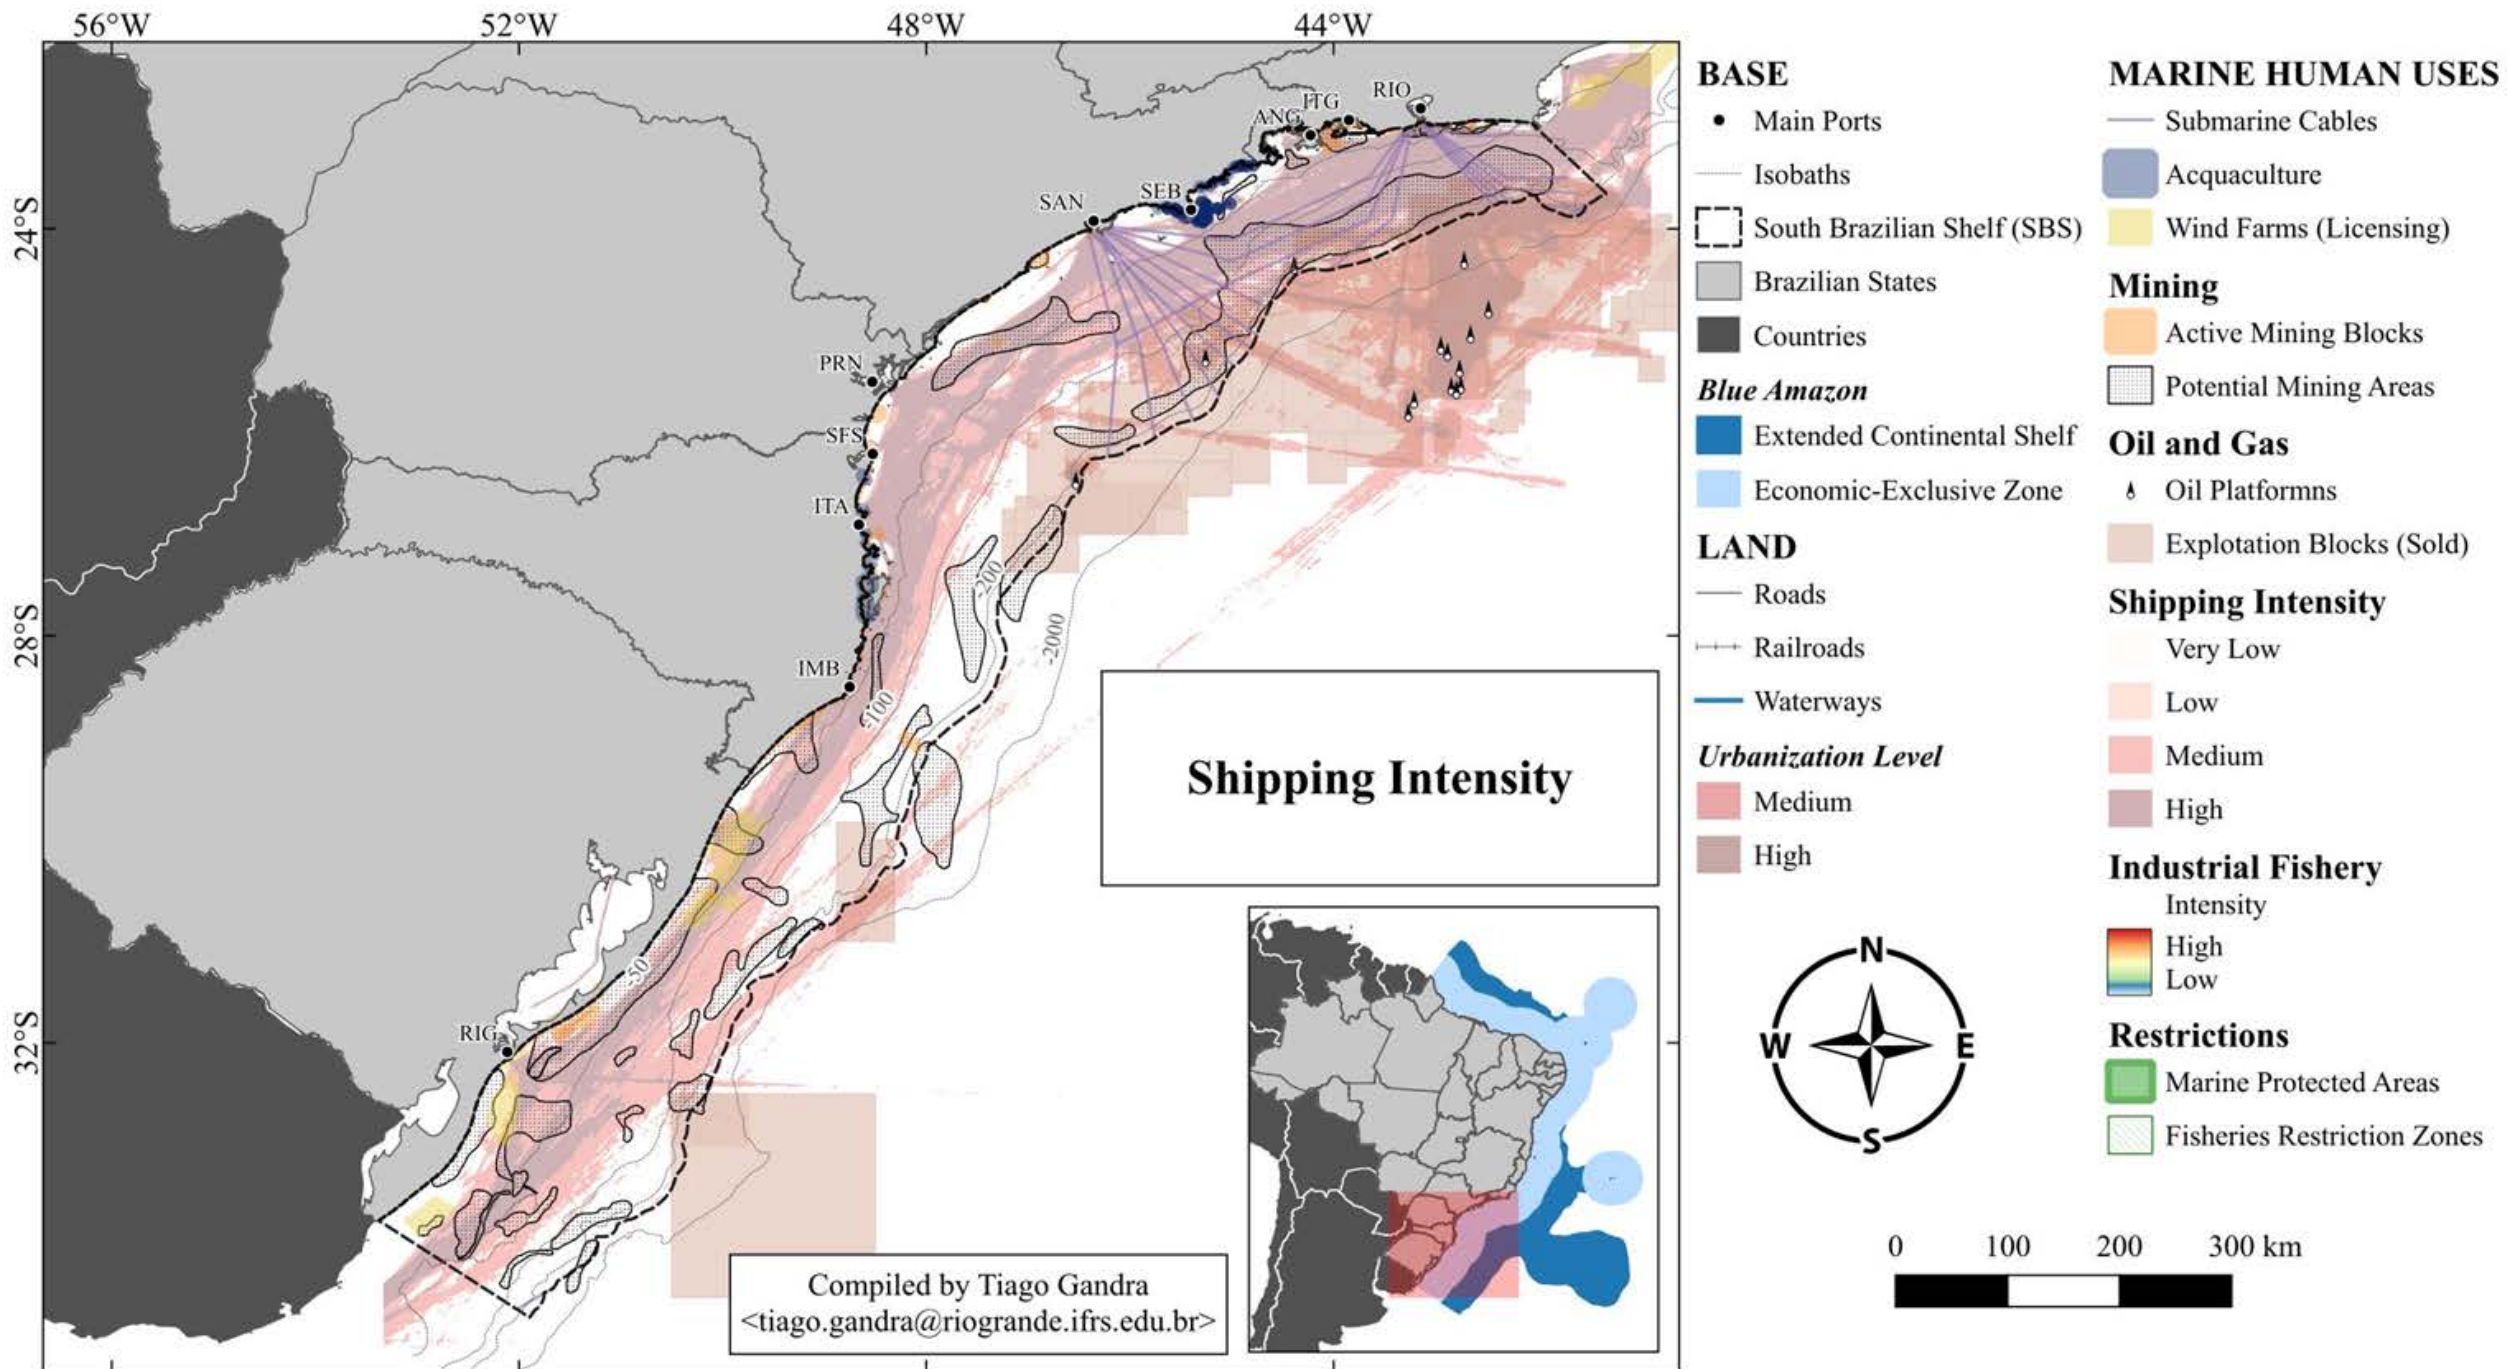 56°W 52°W 48°W 44°W
24°S
28°S
32°S
RIO
ITG
ANG
SEB
SAN
PRN
SFS
ITA
IMB
RIG
-200
-2000
-100
-50
Shipping Intensity
Compiled by Tiago Gandra
<tiago.gandra@riogrande.ifrs.edu.br>
BASE
Main Ports
Isobaths
South Brazilian Shelf (SBS)
Brazilian States
Countries
Blue Amazon
Extended Continental Shelf
Economic-Exclusive Zone
LAND
Roads
Railroads
Waterways
Urbanization Level
Medium
High
MARINE HUMAN USES
Submarine Cables
Acquaculture
Wind Farms (Licensing)
Mining
Active Mining Blocks
Potential Mining Areas
Oil and Gas
Oil Platformns
Explotation Blocks (Sold)
Shipping Intensity
Very Low
Low
Medium
High
Industrial Fishery
Intensity
High
Low
Restrictions
Marine Protected Areas
Fisheries Restriction Zones
N
W E
S
0 100 200 300 km